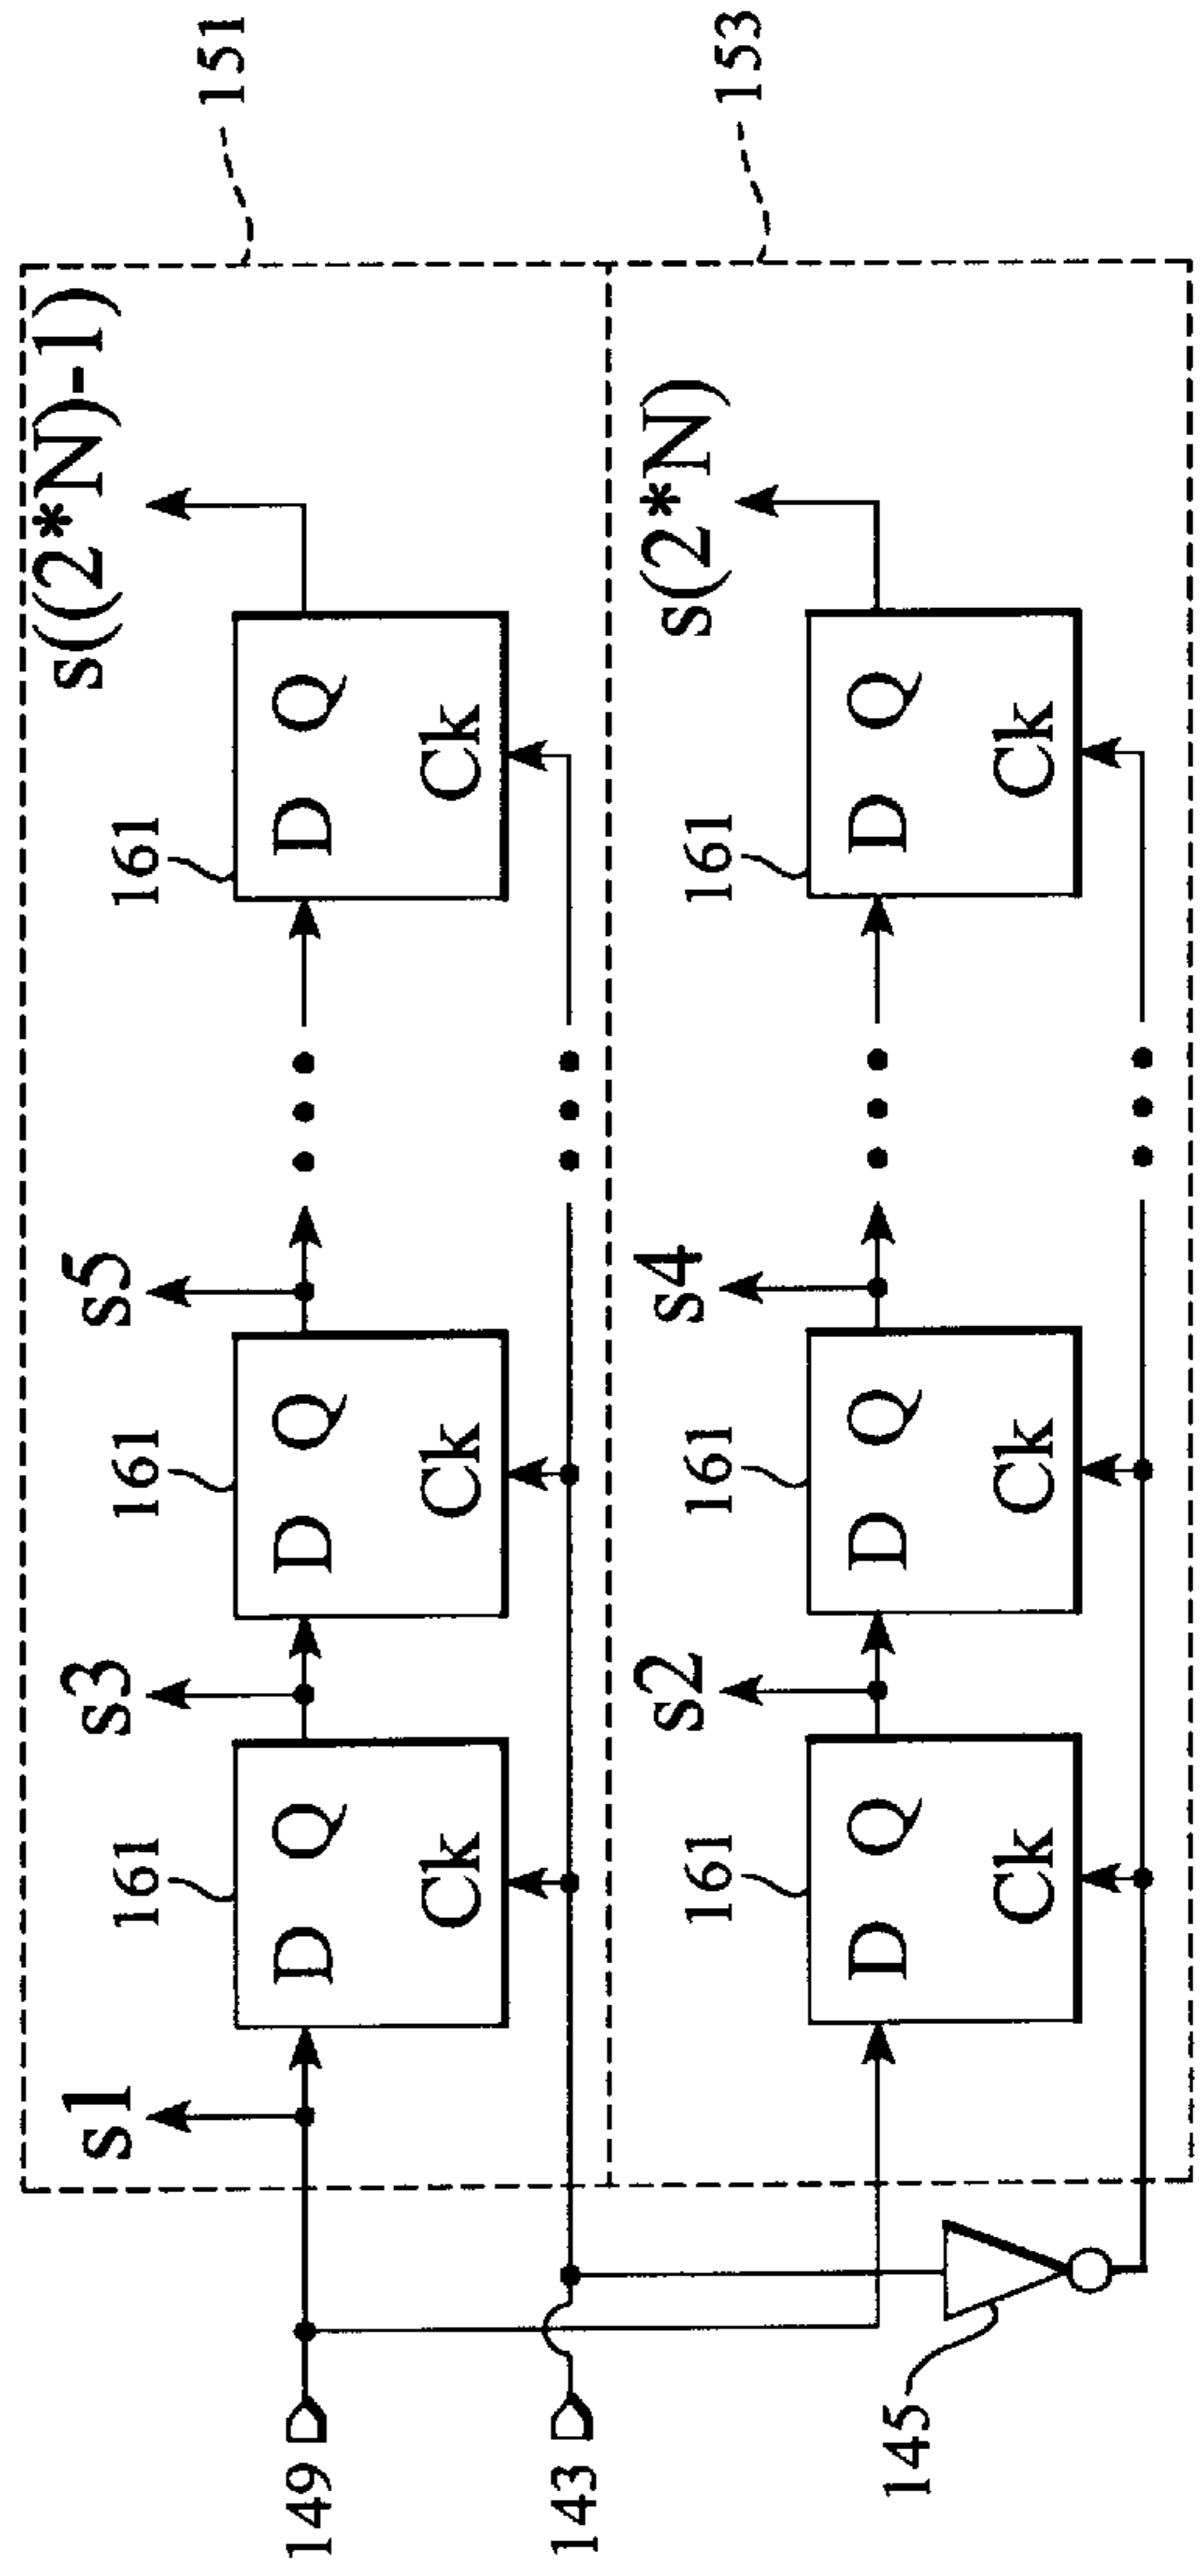 151
s((2*N)-1)
s1
s3
s5
161
161
161
D Q
D Q
D Q
Ck
Ck
Ck
149
143
153
s2
s4
s(2*N)
161
161
161
D Q
D Q
D Q
Ck
Ck
Ck
145